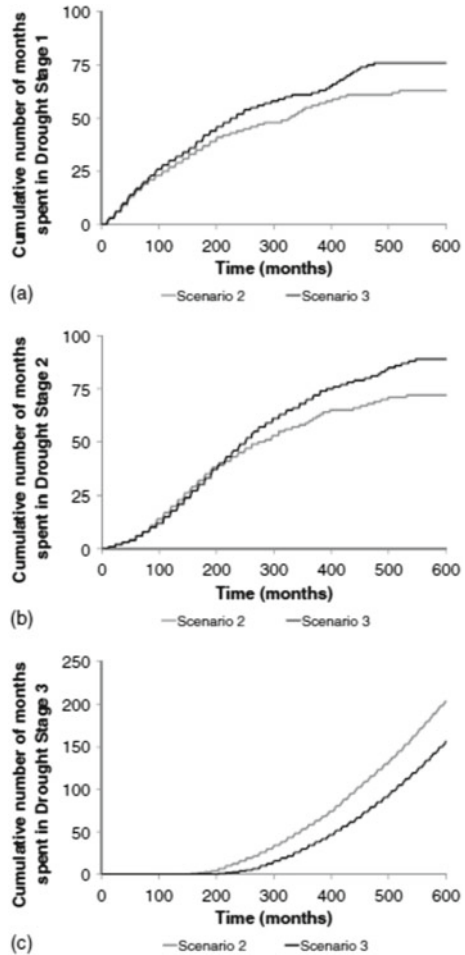 Cumulative number of months
spent in Drought Stage 1
100
75
50
25
0
0 100 200 300 400 500 600
Time (months)
(a)
Scenario 2 Scenario 3
Cumulative number of months
spent in Drought Stage 2
100
75
50
25
0
0 100 200 300 400 500 600
Time (months)
(b)
Scenario 2 Scenario 3
Cumulative number of months
spent in Drought Stage 3
250
200
150
100
50
0
0 100 200 300 400 500 600
Time (months)
(c)
Scenario 2 Scenario 3